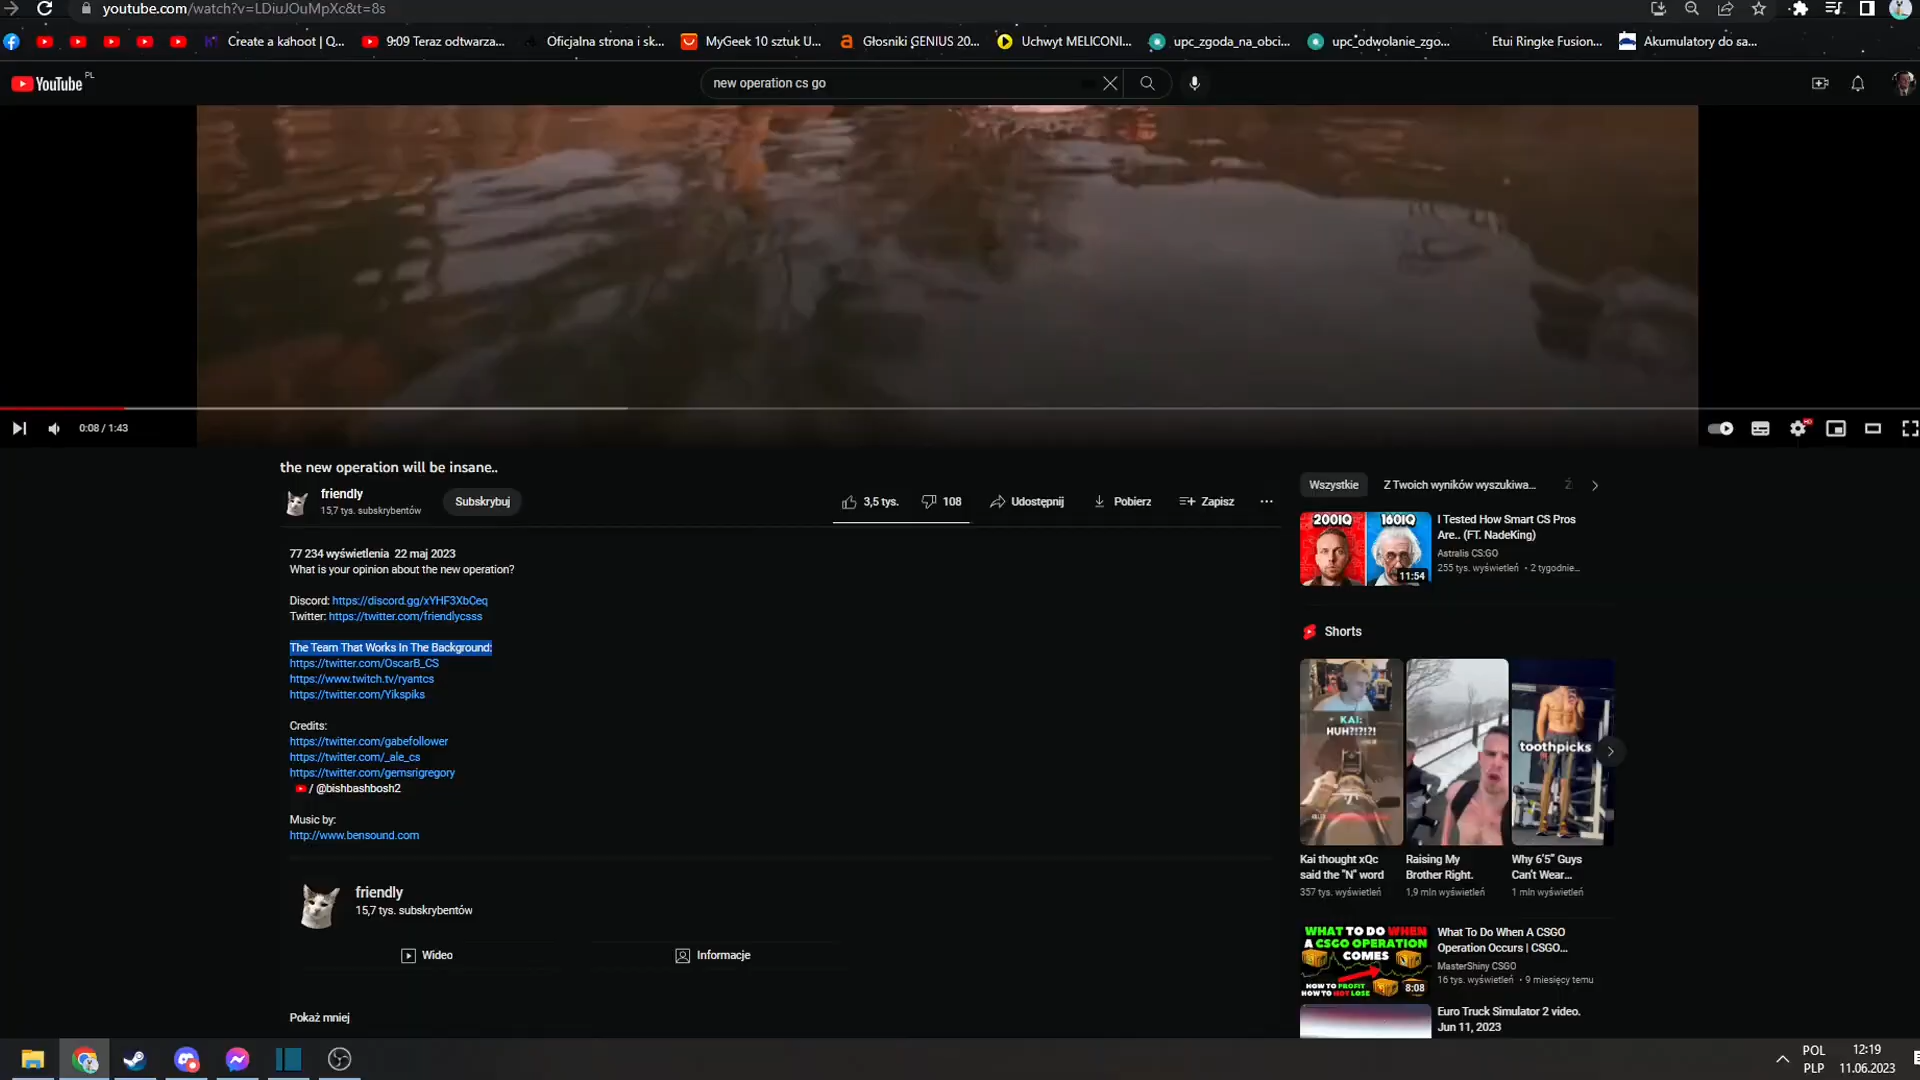 youtube.com/watch?v=LDiuJOuMpXc&t=8s
Create a kahoot | Q...
9:09 Teraz odtwarza...
Oficjalna strona i sk...
MyGeek 10 sztuk U...
Głosniki GENIUS 20...
Uchwyt MELICONI...
upc_zgoda_na_obci...
upc_odwolanie_zgo...
Etui Ringke Fusion...
Akumulatory do sa...
YouTube PL
new operation cs go
0:08 / 1:43
HD
the new operation will be insane..
friendly
15,7 tys. subskrybentów
Subskrybuj
3,5 tys.
108
Udostępnij
Pobierz
Zapisz
77 234 wyświetlenia 22 maj 2023
What is your opinion about the new operation?
Discord: https://discord.gg/xYHF3XbCeq
Twitter: https://twitter.com/friendlycsss
The Team That Works In The Background:
https://twitter.com/OscarB_CS
https://www.twitch.tv/ryantcs
https://twitter.com/Yikspiks
Credits:
https://twitter.com/gabefollower
https://twitter.com/_ale_cs
https://twitter.com/gemsrigregory
/ @bishbashbosh2
Music by:
http://www.bensound.com
friendly
15,7 tys. subskrybentów
Wideo
Informacje
Pokaż mniej
Wszystkie
Z Twoich wyników wyszukiwa...
200IQ
160IQ
11:54
I Tested How Smart CS Pros
Are.. (FT. NadeKing)
Astralis CS:GO
255 tys. wyświetleń • 2 tygodnie...
Shorts
KAI:
HUH?!?!?!
toothpicks
Kai thought xQc
said the "N" word
357 tys. wyświetleń
Raising My
Brother Right.
1,9 mln wyświetleń
Why 6'5" Guys
Can't Wear...
1 mln wyświetleń
WHAT TO DO WHEN
A CSGO OPERATION
COMES
HOW TO PROFIT
HOW TO NOT LOSE
8:08
What To Do When A CSGO
Operation Occurs | CSGO...
MasterShiny CSGO
16 tys. wyświetleń • 9 miesięcy temu
Euro Truck Simulator 2 video.
Jun 11, 2023
POL
PLP
12:19
11.06.2023